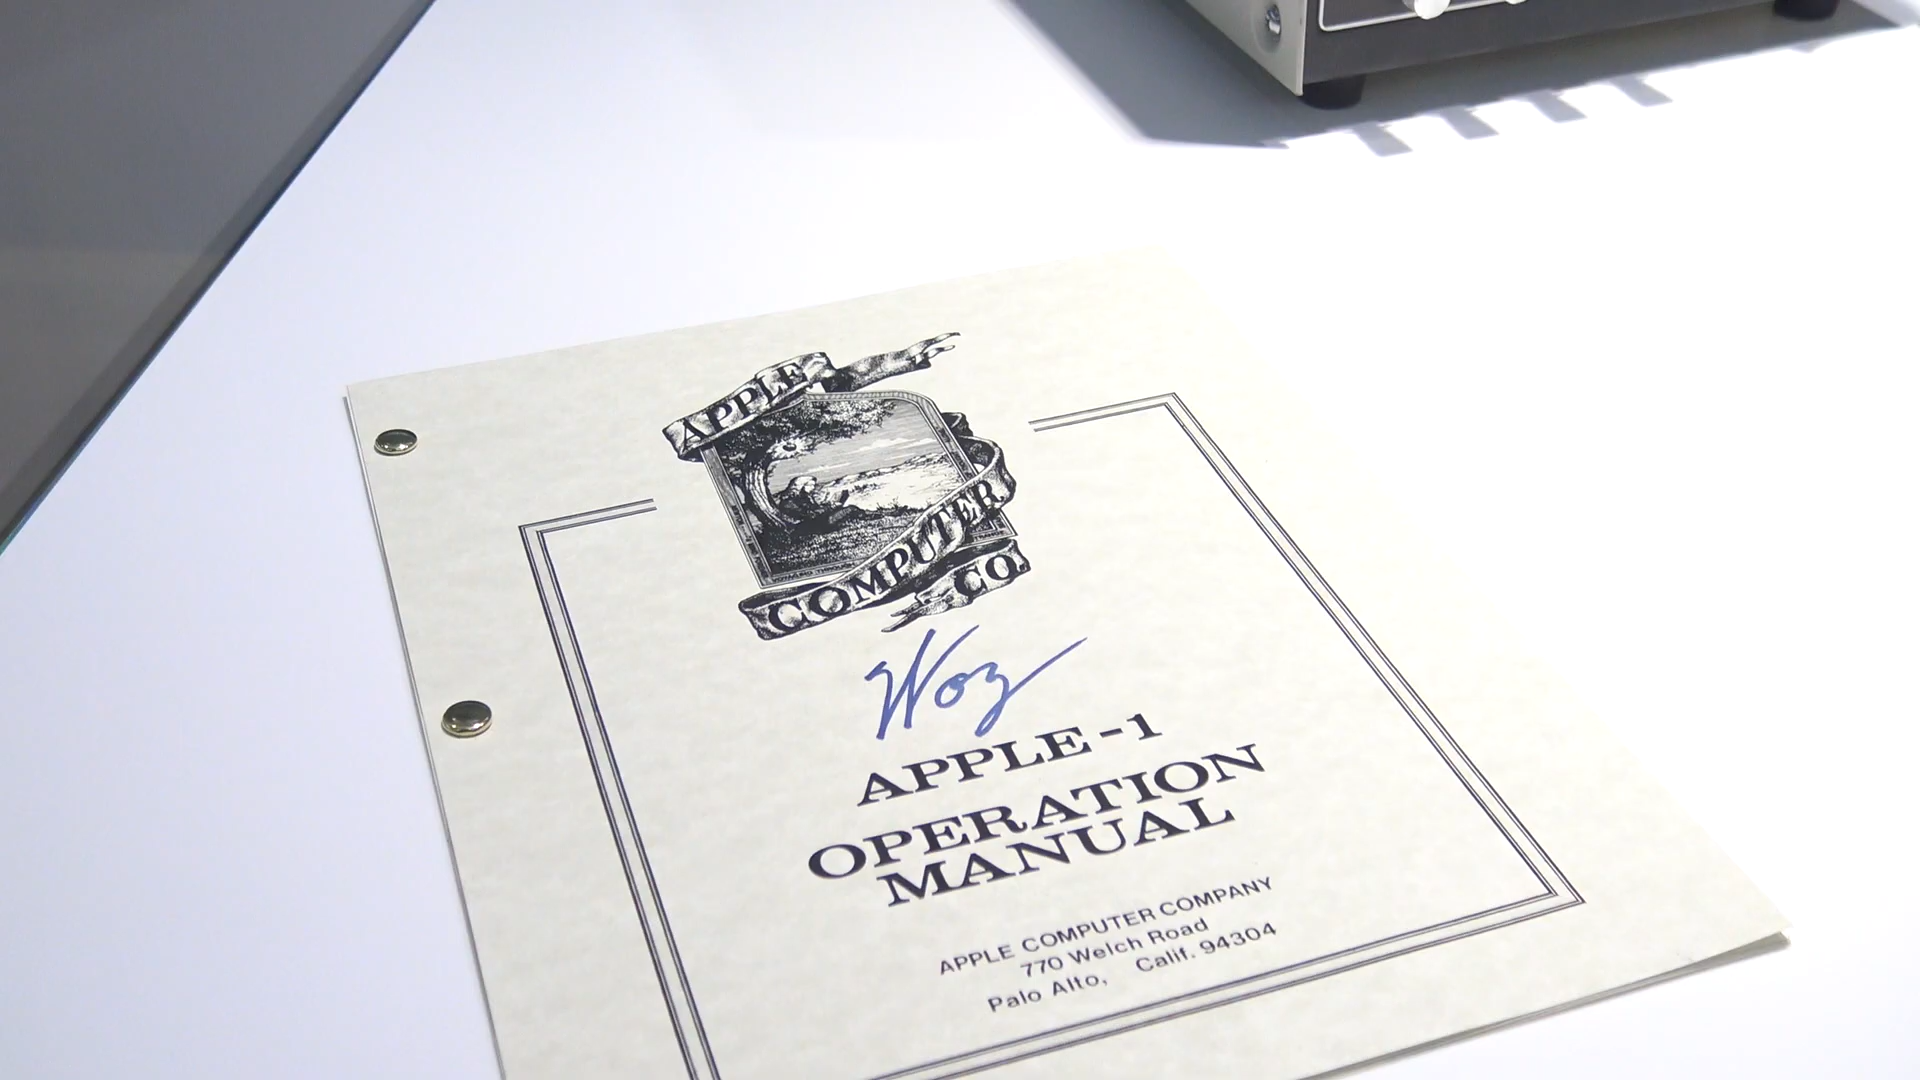 APPLE
COMPUTER
CO.
Woz
APPLE-1
OPERATION
MANUAL
APPLE COMPUTER COMPANY
770 Welch Road
Palo Alto, Calif. 94304